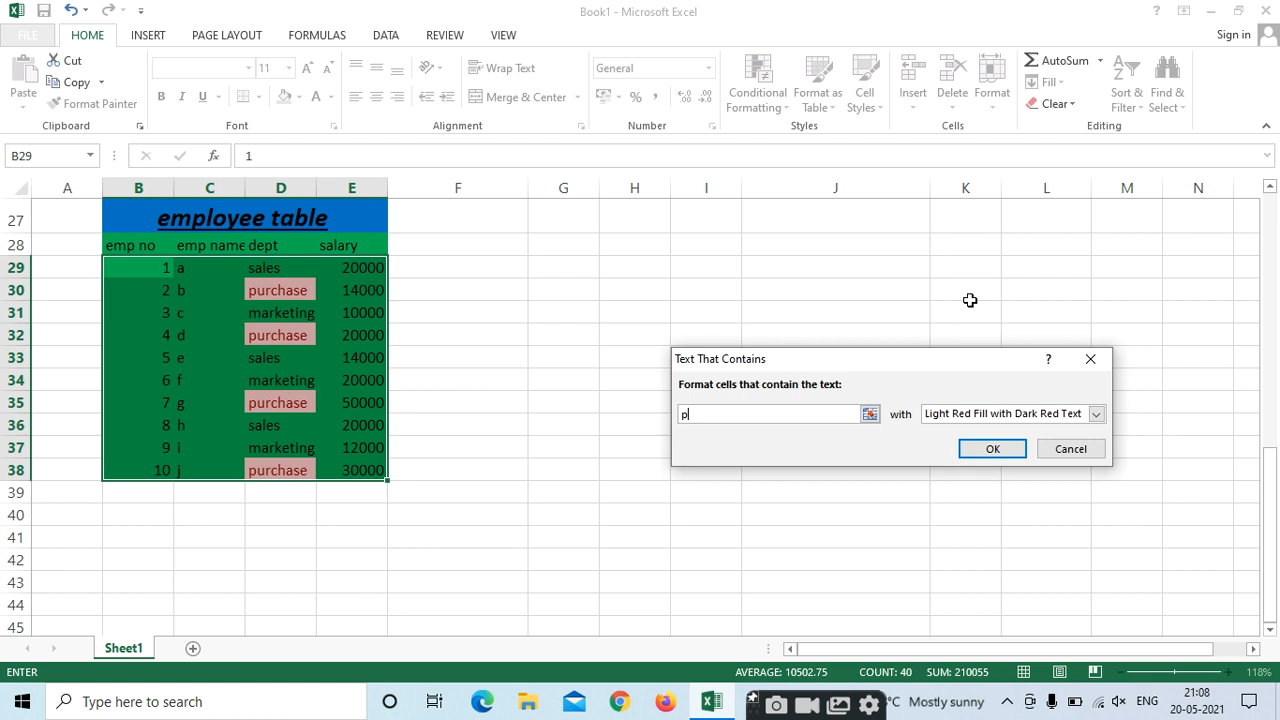 Book1 - Microsoft Excel
?
FILE HOME INSERT PAGE LAYOUT FORMULAS DATA REVIEW VIEW Sign in
Cut
Copy
Format Painter
Paste
Clipboard
11 A A
B I U A
Font
Wrap Text
Merge & Center
Alignment
General
% , .0 .00 .00 .0
Number
Conditional Formatting
Format as Table
Cell Styles
Styles
Insert Delete Format
Cells
AutoSum
Fill
Clear
Sort & Filter
Find & Select
Editing
B29 fx 1
A B C D E F G H I J K L M N
27 employee table
28 emp no emp name dept salary
29 1 a sales 20000
30 2 b purchase 14000
31 3 c marketing 10000
32 4 d purchase 20000
33 5 e sales 14000
34 6 f marketing 20000
35 7 g purchase 50000
36 8 h sales 20000
37 9 i marketing 12000
38 10 j purchase 30000
39
40
41
42
43
44
45
Text That Contains ?
Format cells that contain the text:
p with Light Red Fill with Dark Red Text
OK Cancel
Sheet1
ENTER AVERAGE: 10502.75 COUNT: 40 SUM: 210055 118%
Type here to search
C Mostly sunny ENG 21:08
20-05-2021